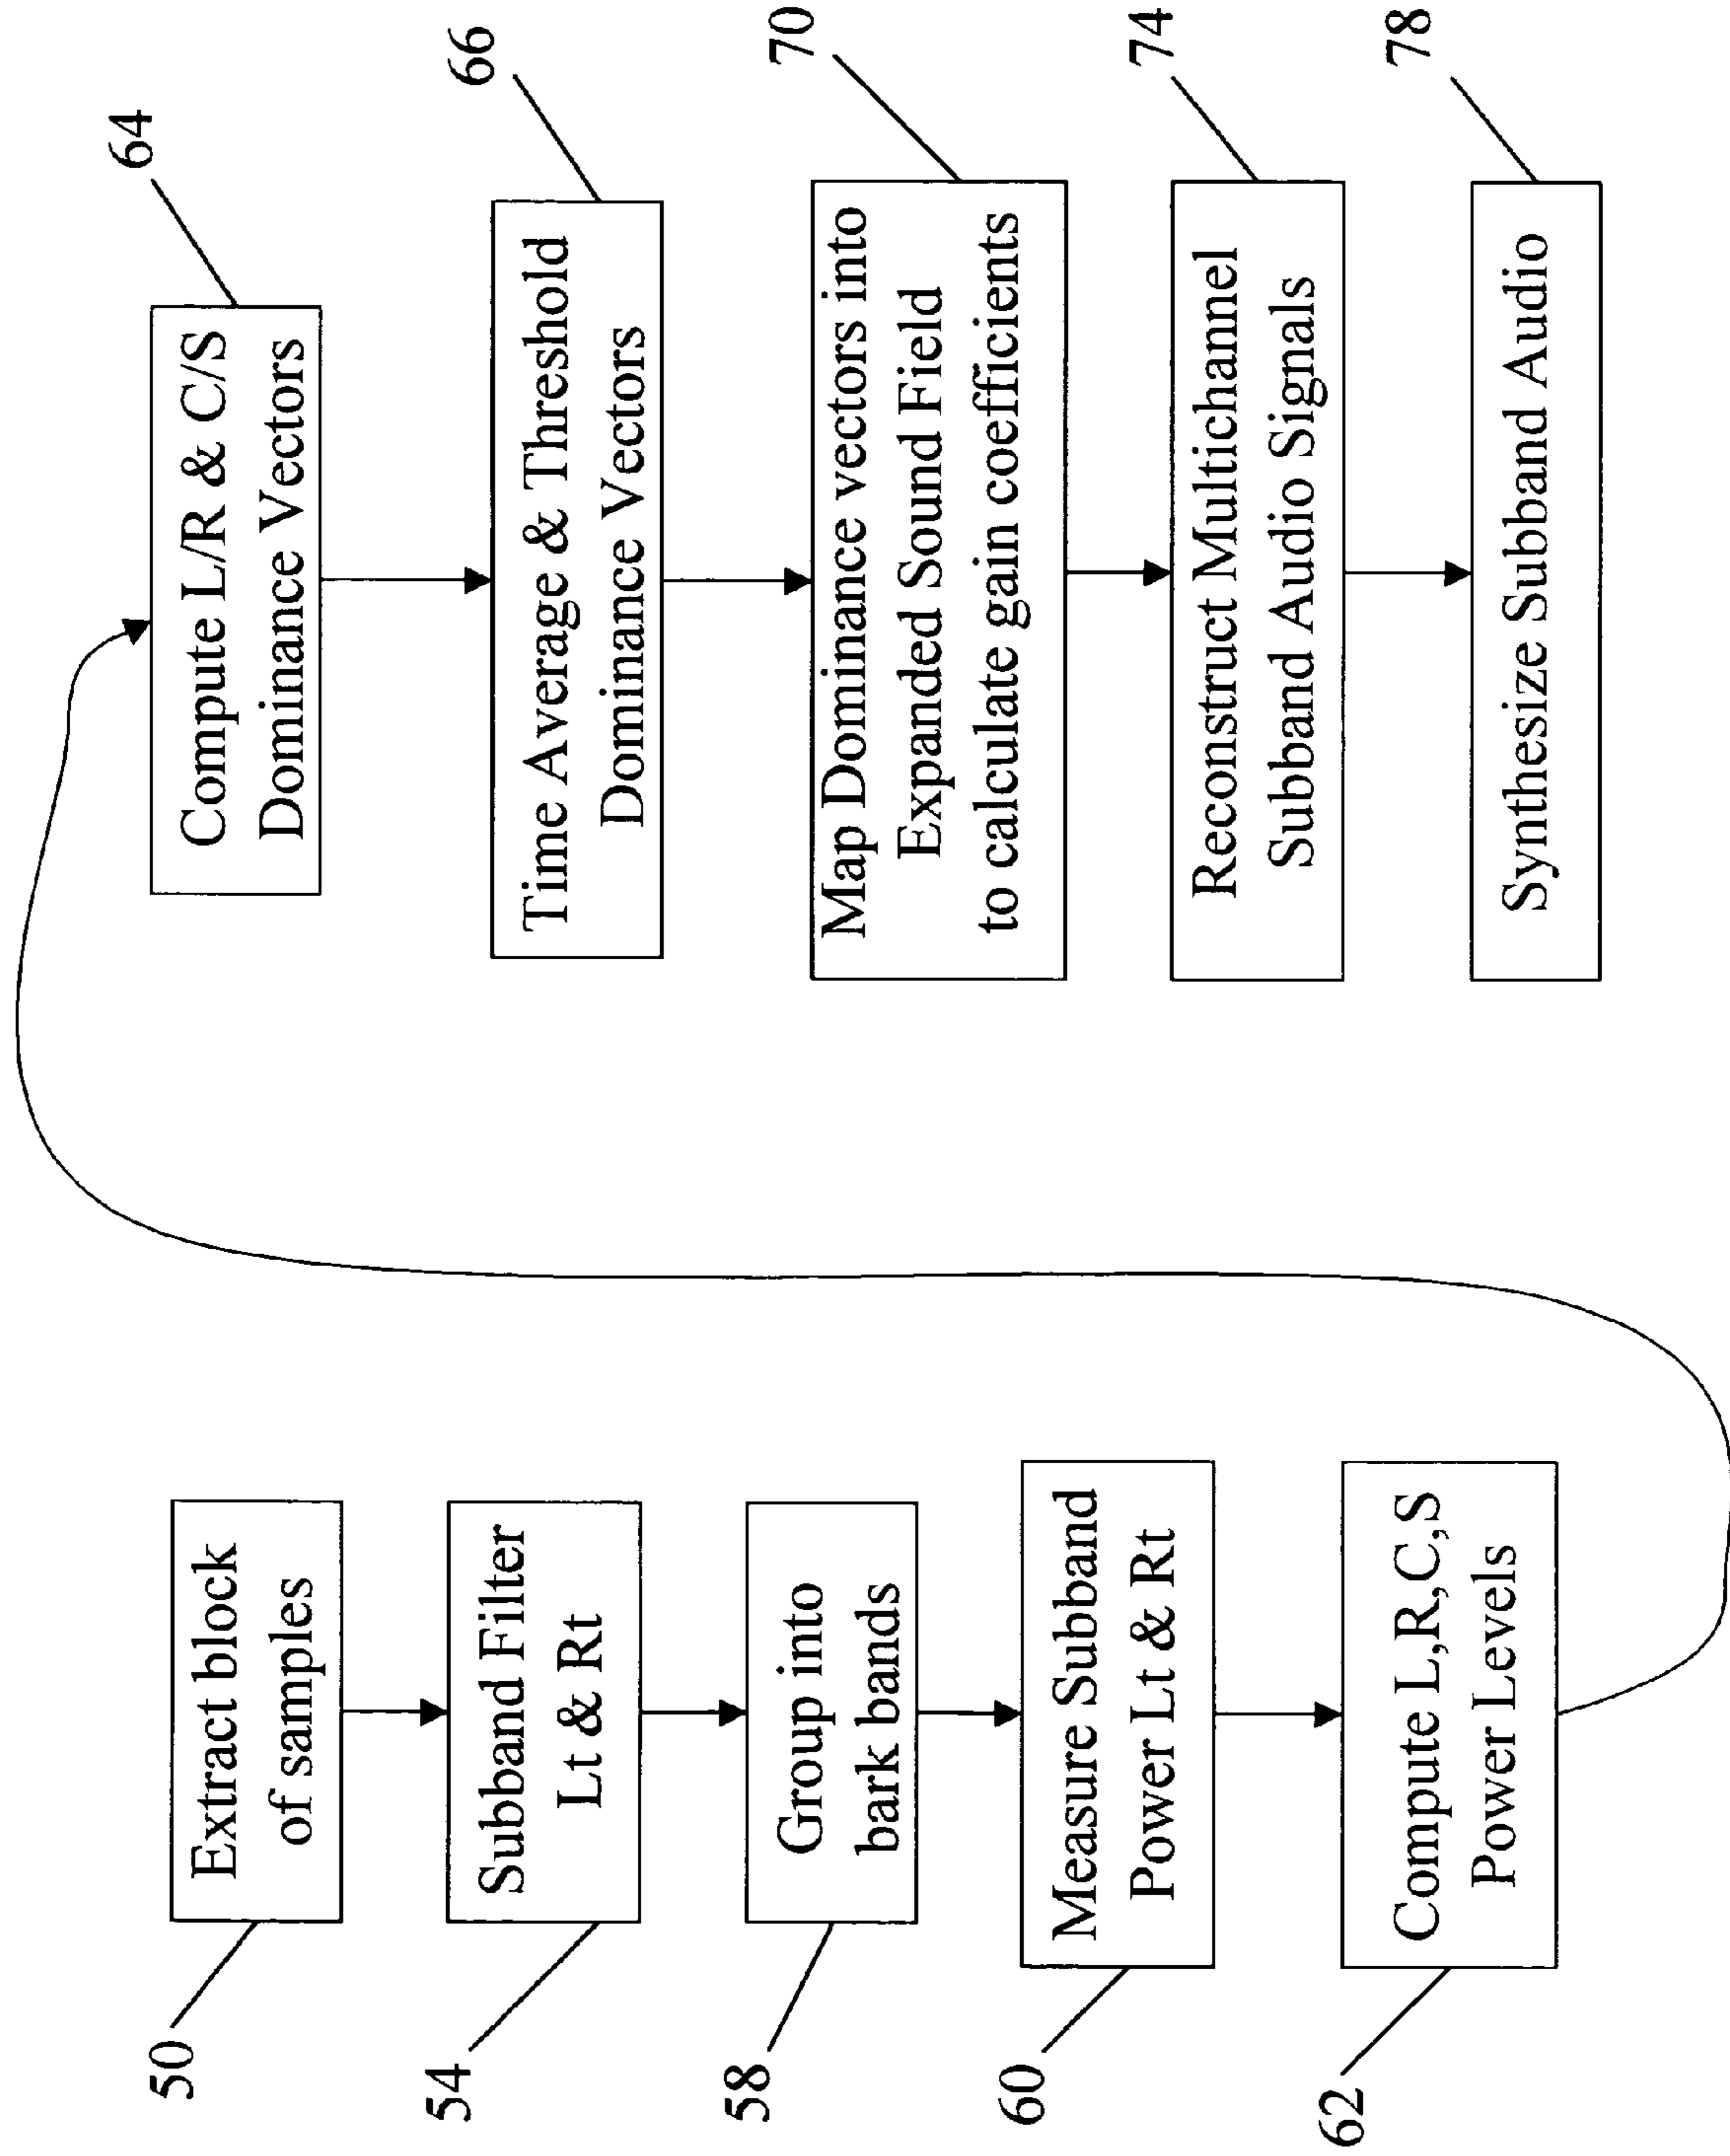 50
Extract block
of samples
54
Subband Filter
Lt & Rt
58
Group into
bark bands
60
Measure Subband
Power Lt & Rt
62
Compute L,R,C,S
Power Levels
64
Compute L/R & C/S
Dominance Vectors
66
Time Average & Threshold
Dominance Vectors
70
Map Dominance vectors into
Expanded Sound Field
to calculate gain coefficients
74
Reconstruct Multichannel
Subband Audio Signals
78
Synthesize Subband Audio